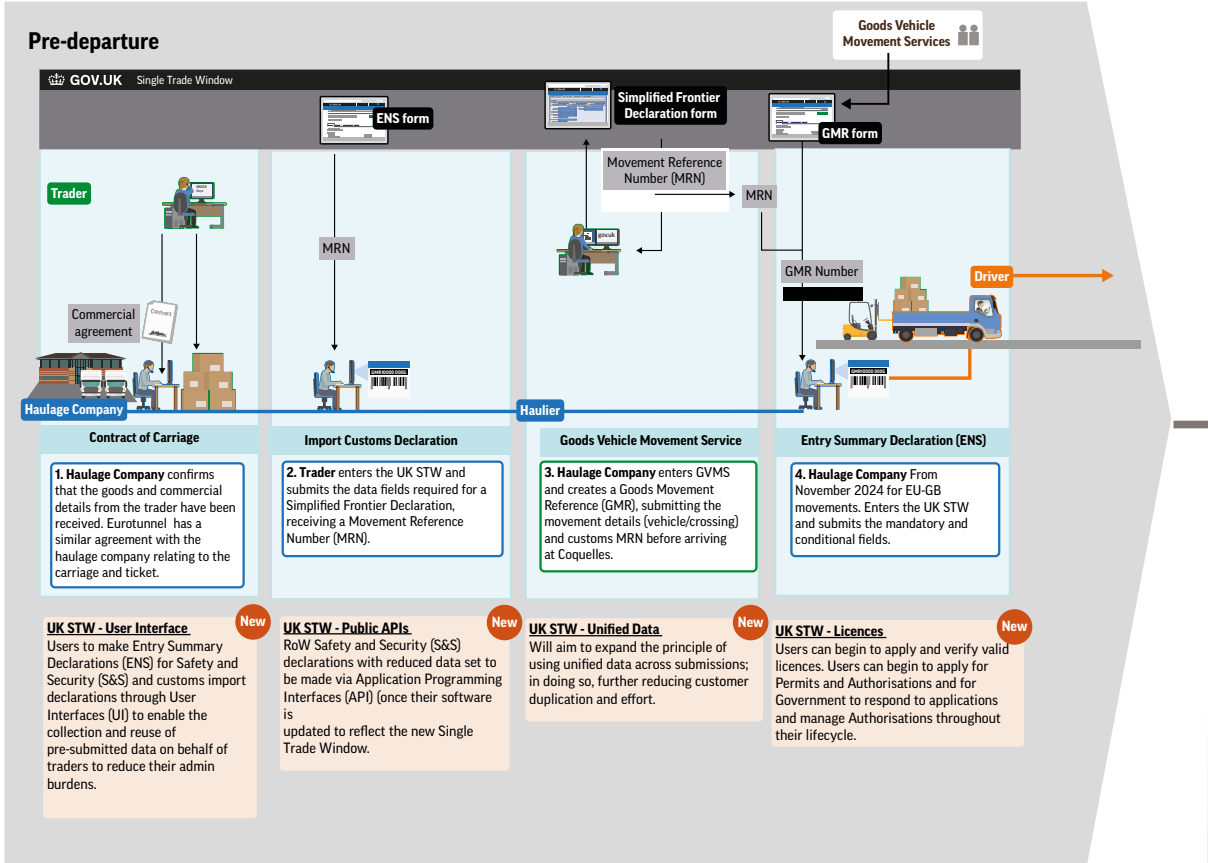 Pre-departure
Goods Vehicle
Movement Services
GOV.UK Single Trade Window
ENS form
Simplified Frontier
Declaration form
GMR form
Trader
Movement Reference
Number (MRN)
MRN
MRN
gov.uk
GMR Number
Driver
Commercial
agreement
Contract
GMR10000 000G
GMR10000 000G
Haulage Company
Haulier
Contract of Carriage
1. Haulage Company confirms
that the goods and commercial
details from the trader have been
received. Eurotunnel has a
similar agreement with the
haulage company relating to the
carriage and ticket.
Import Customs Declaration
2. Trader enters the UK STW and
submits the data fields required for a
Simplified Frontier Declaration,
receiving a Movement Reference
Number (MRN).
Goods Vehicle Movement Service
3. Haulage Company enters GVMS
and creates a Goods Movement
Reference (GMR), submitting the
movement details (vehicle/crossing)
and customs MRN before arriving
at Coquelles.
Entry Summary Declaration (ENS)
4. Haulage Company From
November 2024 for EU-GB
movements. Enters the UK STW
and submits the mandatory and
conditional fields.
New
UK STW - User Interface
Users to make Entry Summary
Declarations (ENS) for Safety and
Security (S&S) and customs import
declarations through User
Interfaces (UI) to enable the
collection and reuse of
pre-submitted data on behalf of
traders to reduce their admin
burdens.
New
UK STW - Public APIs
RoW Safety and Security (S&S)
declarations with reduced data set to
be made via Application Programming
Interfaces (API) (once their software
is
updated to reflect the new Single
Trade Window.
New
UK STW - Unified Data
Will aim to expand the principle of
using unified data across submissions;
in doing so, further reducing customer
duplication and effort.
New
UK STW - Licences
Users can begin to apply and verify valid
licences. Users can begin to apply for
Permits and Authorisations and for
Government to respond to applications
and manage Authorisations throughout
their lifecycle.